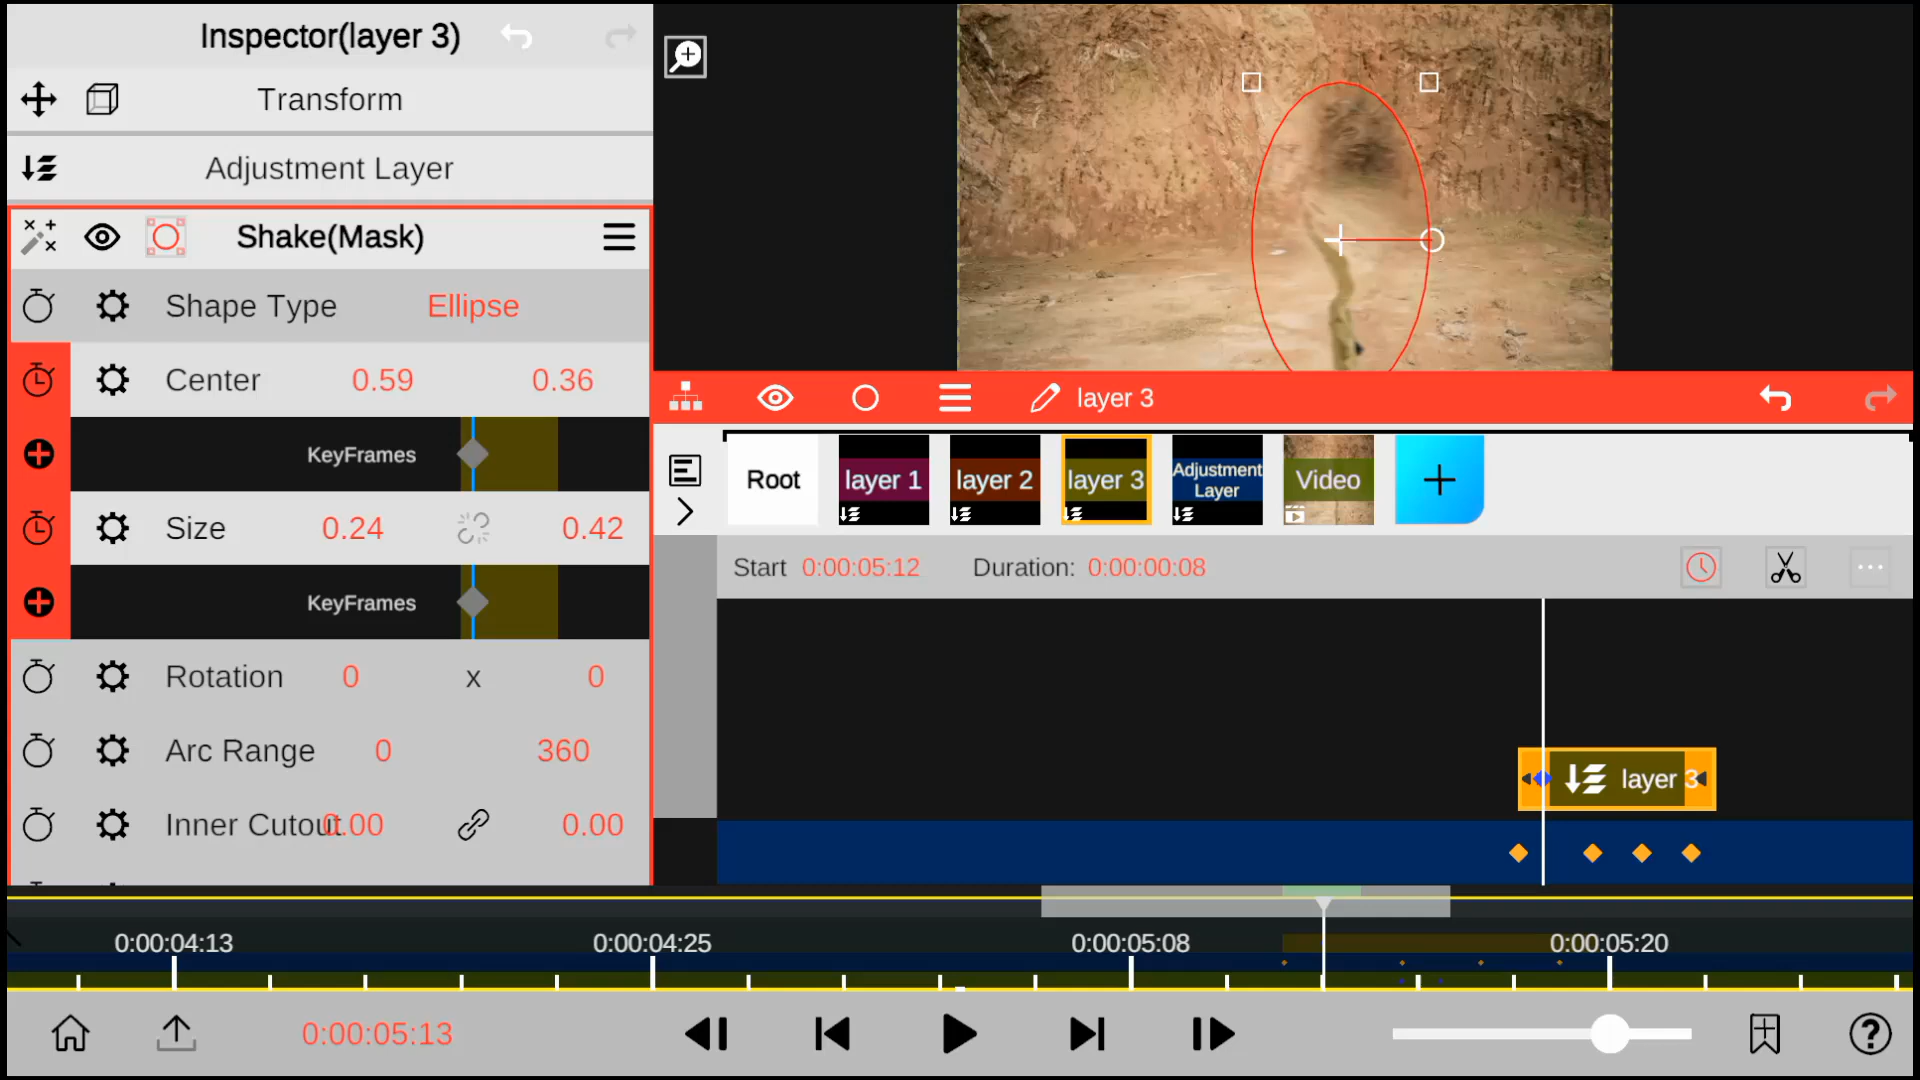 Inspector(layer 3)
Transform
Adjustment Layer
Shake(Mask)
Shape Type Ellipse
Center 0.59 0.36
KeyFrames
Size 0.24 0.42
KeyFrames
Rotation 0 x 0
Arc Range 0 360
Inner Cutout 0.00 0.00
layer 3
Root layer 1 layer 2 layer 3 Adjustment Layer Video
Start 0:00:05:12 Duration: 0:00:00:08
layer 3
0:00:04:13 0:00:04:25 0:00:05:08 0:00:05:20
0:00:05:13